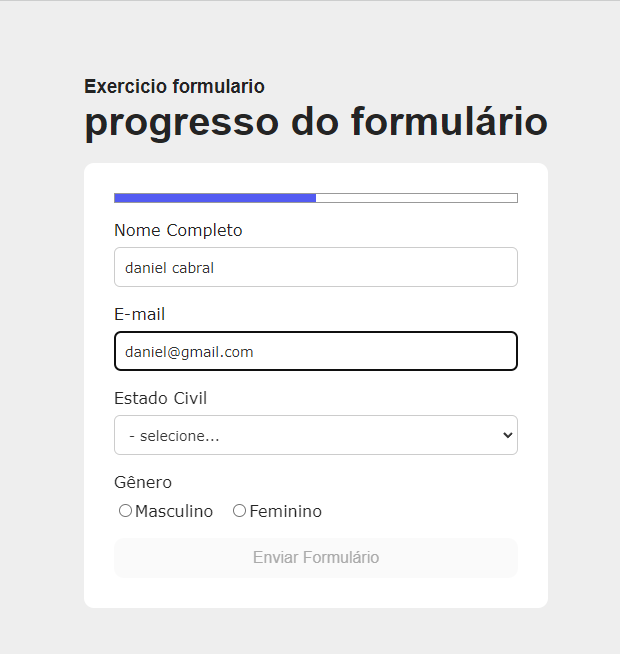 Exercicio formulario
progresso do formulário
Nome Completo
daniel cabral
E-mail
daniel@gmail.com
Estado Civil
- selecione...
Gênero
Masculino Feminino
Enviar Formulário